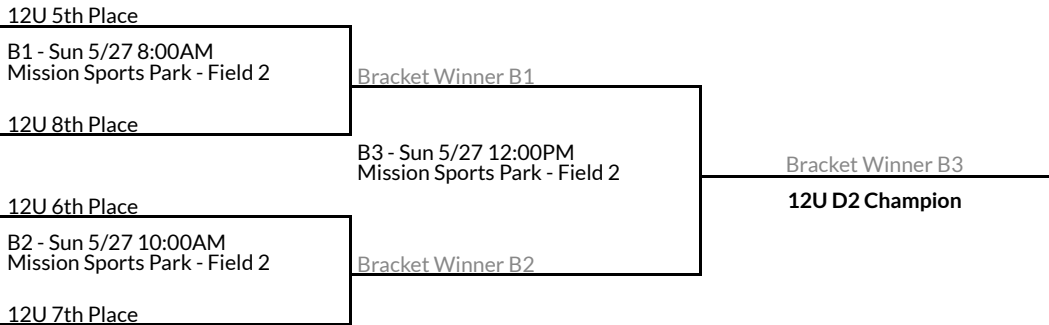 12U 5th Place
B1 - Sun 5/27 8:00AM
Mission Sports Park - Field 2
12U 8th Place
Bracket Winner B1
B3 - Sun 5/27 12:00PM
Mission Sports Park - Field 2
Bracket Winner B3
12U D2 Champion
12U 6th Place
B2 - Sun 5/27 10:00AM
Mission Sports Park - Field 2
Bracket Winner B2
12U 7th Place